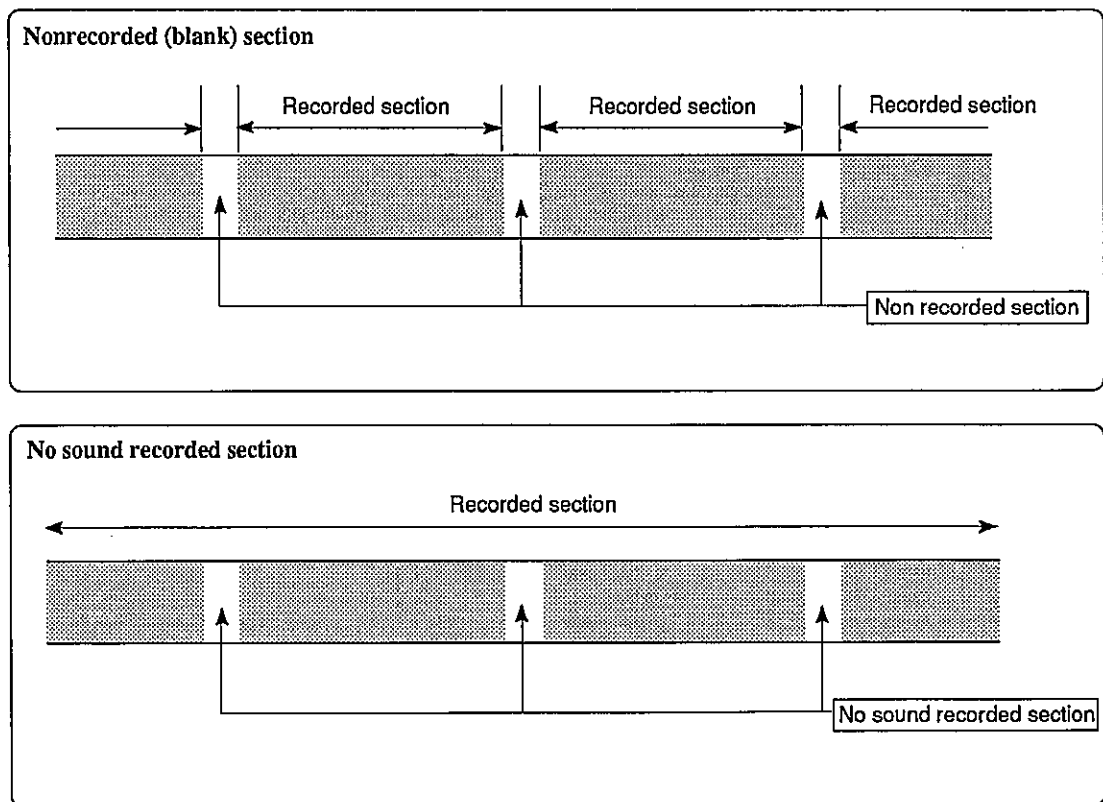 Nonrecorded (blank) section
Recorded section
Recorded section
Recorded section
Non recorded section
No sound recorded section
Recorded section
No sound recorded section